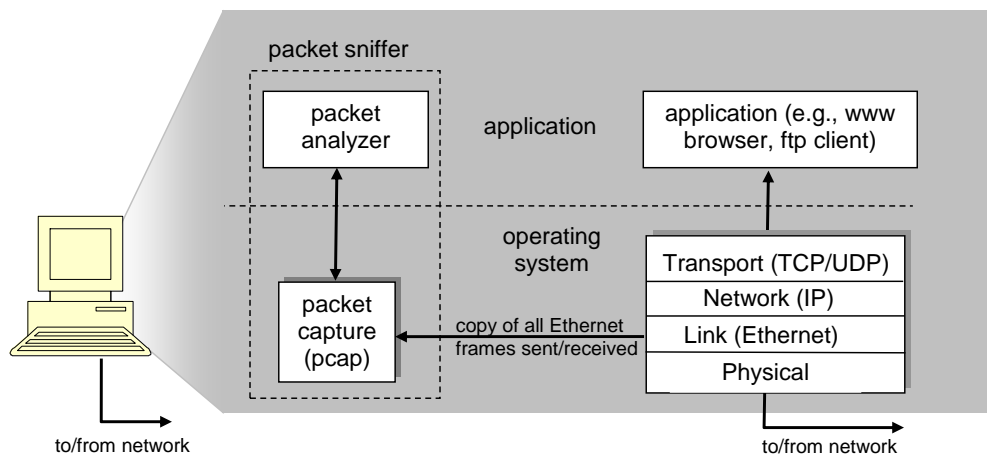 packet sniffer
packet
analyzer
application
application (e.g., www
browser, ftp client)
operating
system
packet
capture
(pcap)
copy of all Ethernet
frames sent/received
Transport (TCP/UDP)
Network (IP)
Link (Ethernet)
Physical
to/from network
to/from network